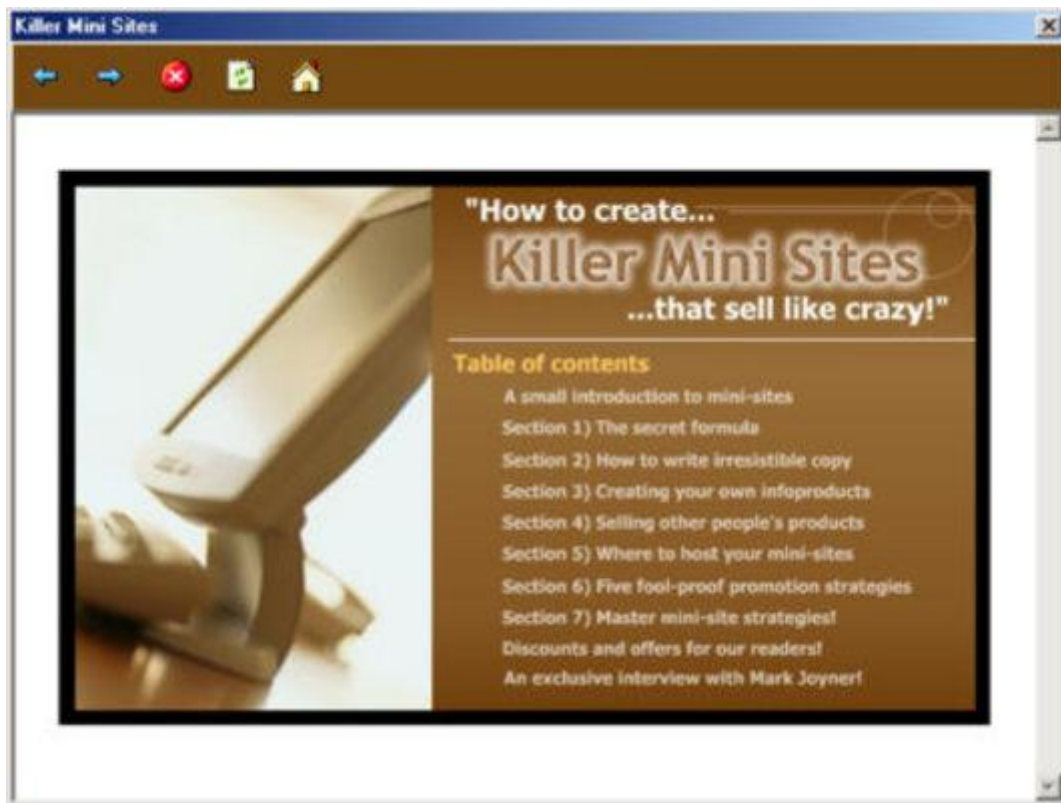 Killer Mini Sites
"How to create...
Killer Mini Sites
...that sell like crazy!"
Table of contents
A small introduction to mini-sites
Section 1) The secret formula
Section 2) How to write irresistible copy
Section 3) Creating your own infoproducts
Section 4) Selling other people's products
Section 5) Where to host your mini-sites
Section 6) Five fool-proof promotion strategies
Section 7) Master mini-site strategies!
Discounts and offers for our readers!
An exclusive interview with Mark Joyner!